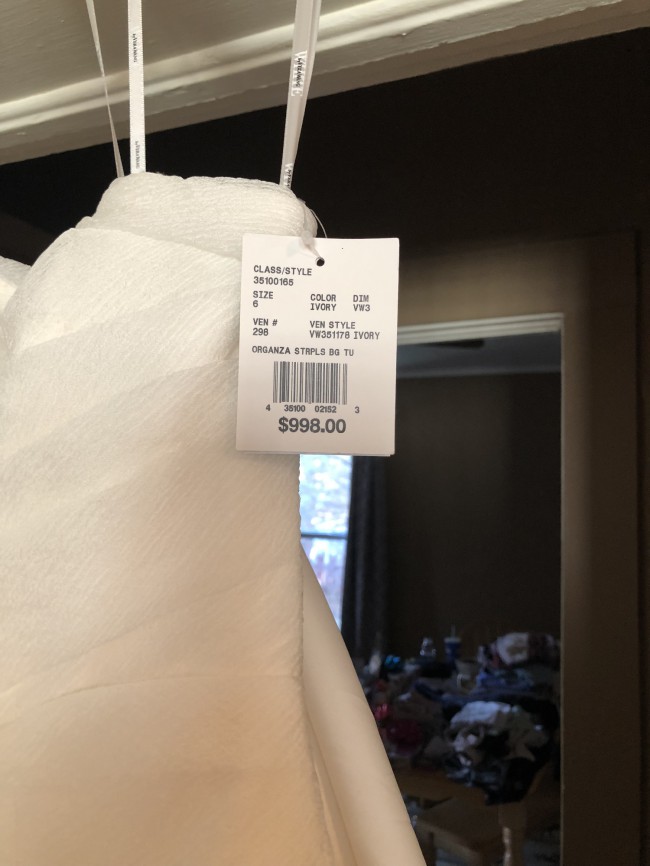 CLASS/STYLE
35100165
SIZE COLOR DIM
6 IVORY VW3
VEN # VEN STYLE
298 VW351178 IVORY
ORGANZA STRPLS BG TU
4 35100 02152 3
$998.00